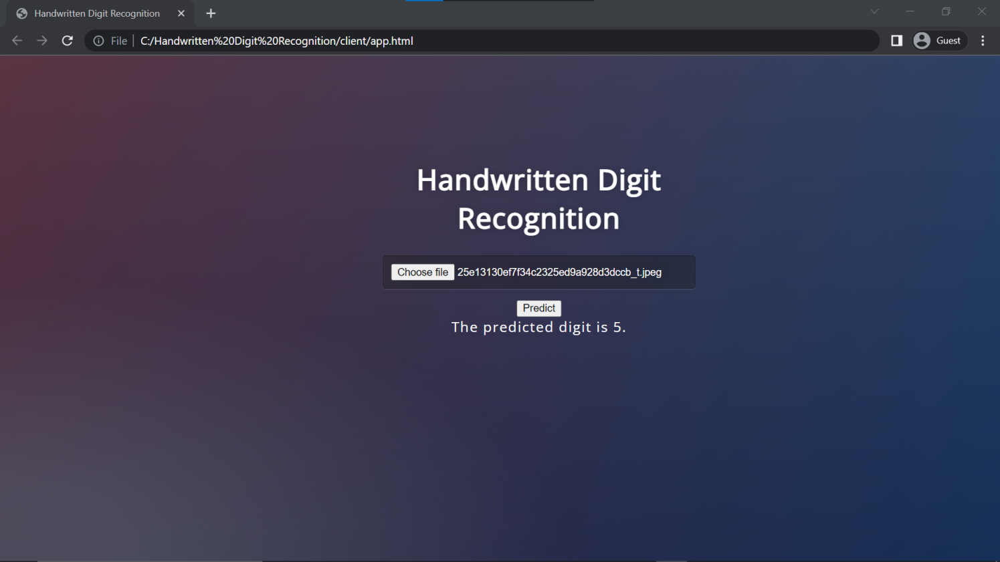 Handwritten Digit Recognition
File
C:/Handwritten%20Digit%20Recognition/client/app.html
Guest
Handwritten Digit
Recognition
Choose file 25e13130ef7f34c2325ed9a928d3dccb_t.jpeg
Predict
The predicted digit is 5.